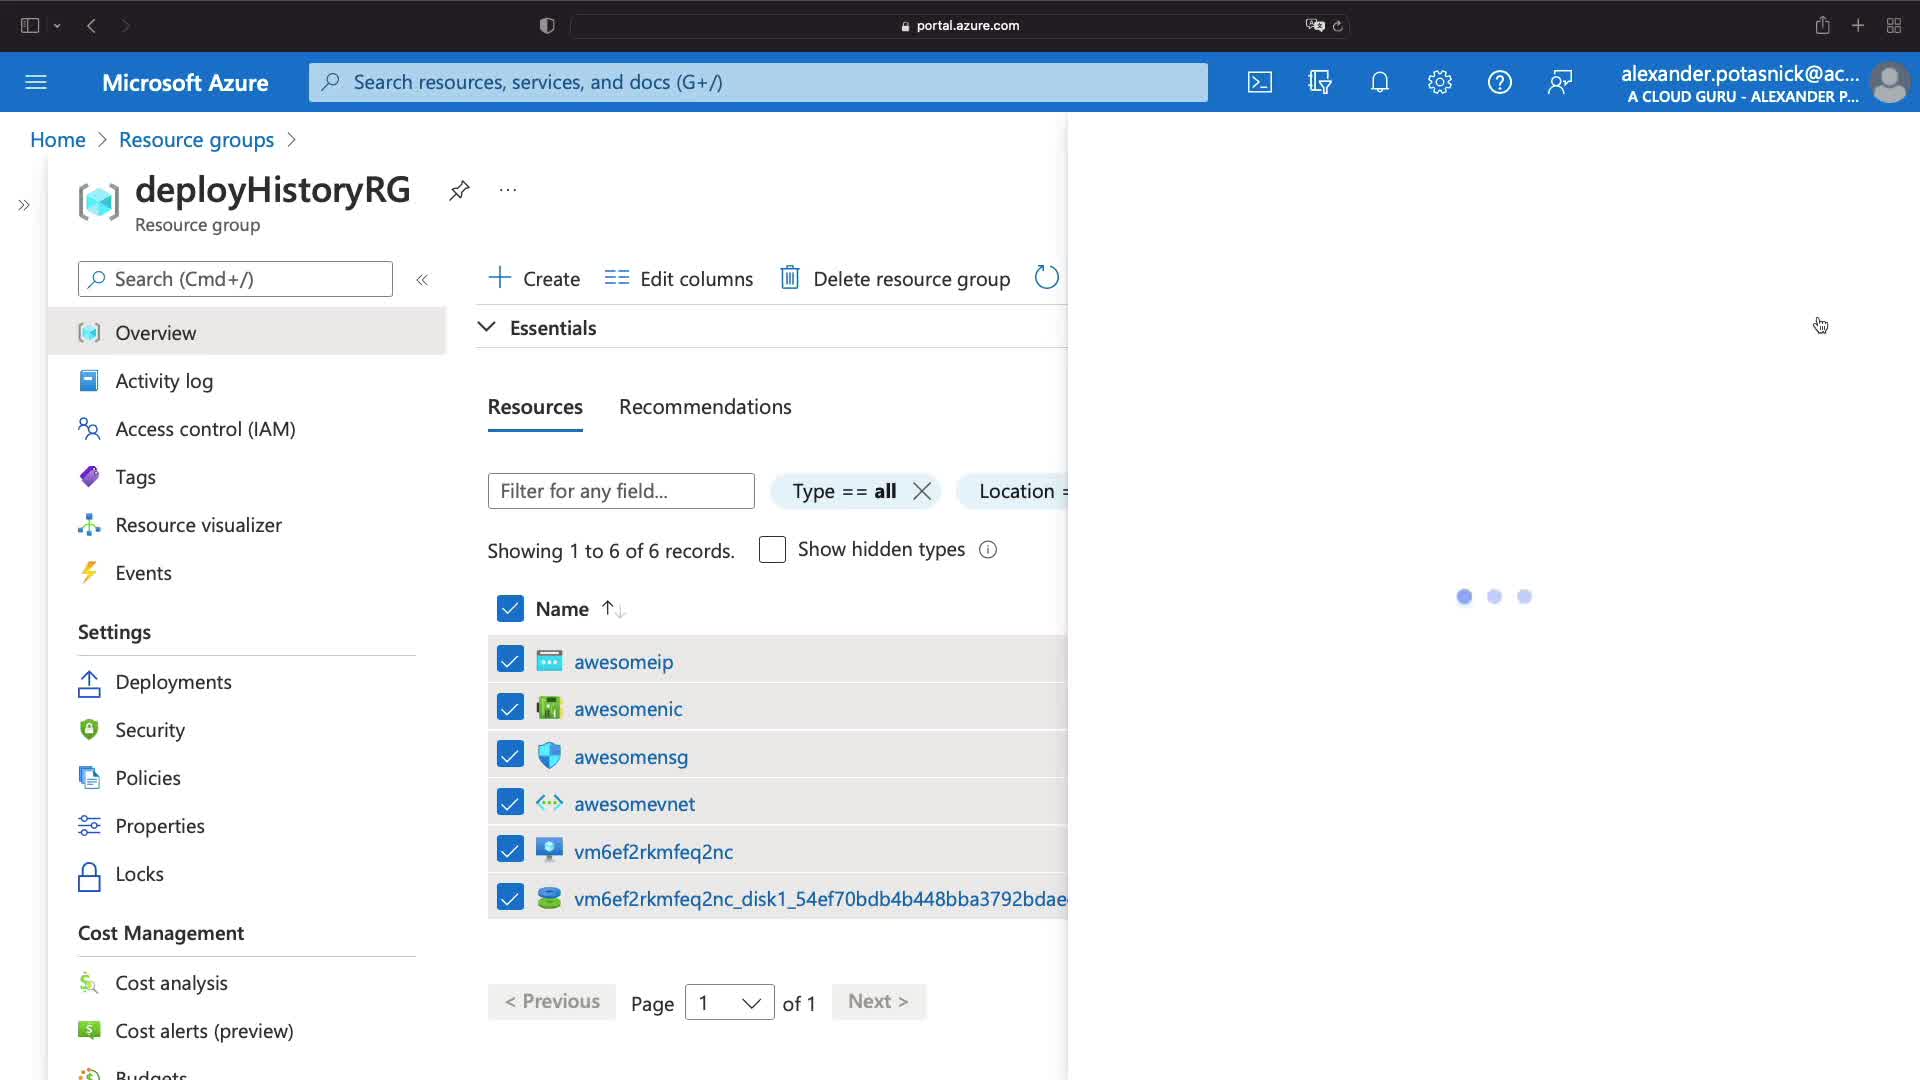 portal.azure.com
Microsoft Azure
Search resources, services, and docs (G+/)
alexander.potasnick@ac...
A CLOUD GURU - ALEXANDER P...
Home > Resource groups >
deployHistoryRG
...
Resource group
Search (Cmd+/)
«
»
Create
Edit columns
Delete resource group
Essentials
Overview
Activity log
Access control (IAM)
Tags
Resource visualizer
Events
Settings
Deployments
Security
Policies
Properties
Locks
Cost Management
Cost analysis
Cost alerts (preview)
Budgets
Resources
Recommendations
Filter for any field...
Type == all
Location =
Showing 1 to 6 of 6 records.
Show hidden types
Name ↑↓
awesomeip
awesomenic
awesomensg
awesomevnet
vm6ef2rkmfeq2nc
vm6ef2rkmfeq2nc_disk1_54ef70bdb4b448bba3792bdae
< Previous
Page 1 of 1
Next >